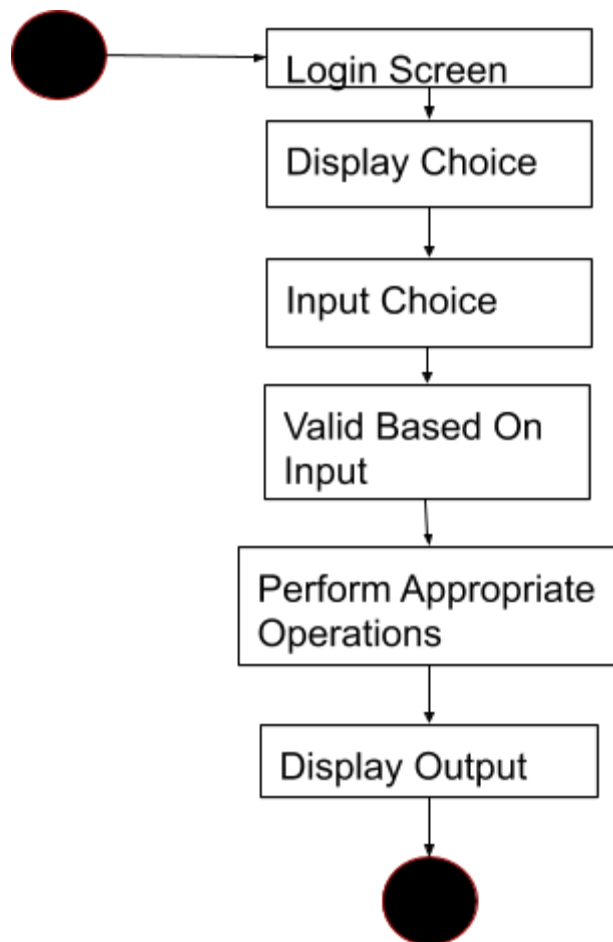 Login Screen
Display Choice
Input Choice
Valid Based On
Input
Perform Appropriate
Operations
Display Output